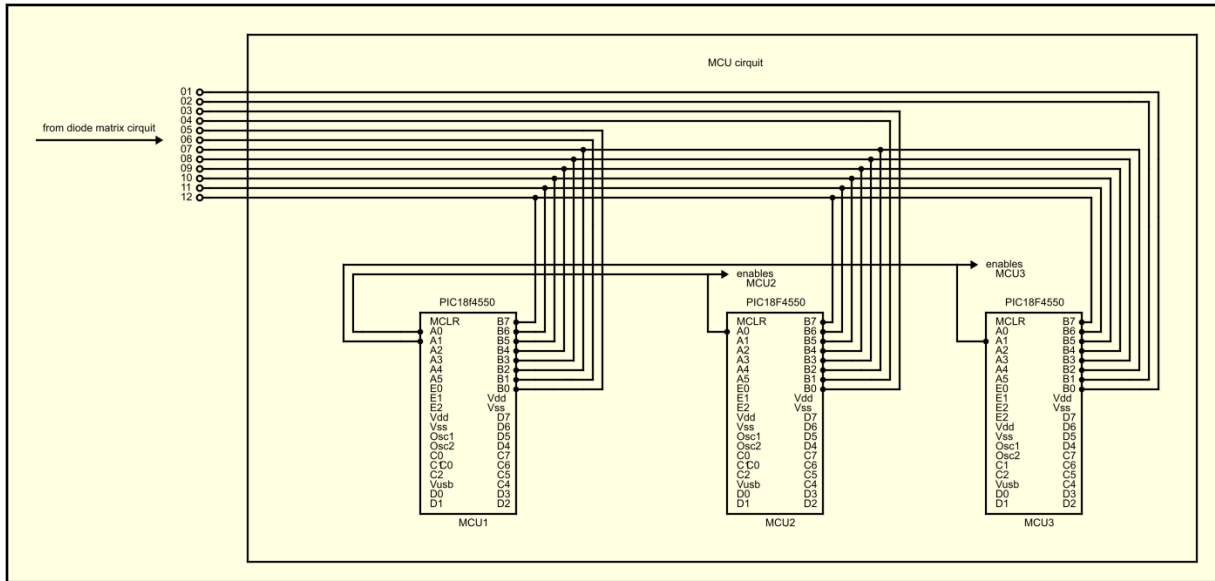 MCU cirquit
from diode matrix cirquit
01
02
03
04
05
06
07
08
09
10
11
12
enables
MCU2
enables
MCU3
PIC18f4550
MCLR B7
A0 B6
A1 B5
A2 B4
A3 B3
A4 B2
A5 B1
E0 B0
E1 Vdd
E2 Vss
Vdd D7
Vss D6
Osc1 D5
Osc2 D4
C0 C7
C1C0 C6
C2 C5
Vusb C4
D0 D3
D1 D2
MCU1
PIC18F4550
MCLR B7
A0 B6
A1 B5
A2 B4
A3 B3
A4 B2
A5 B1
E0 B0
E1 Vdd
E2 Vss
Vdd D7
Vss D6
Osc1 D5
Osc2 D4
C0 C7
C1C0 C6
C2 C5
Vusb C4
D0 D3
D1 D2
MCU2
PIC18F4550
MCLR B7
A0 B6
A1 B5
A2 B4
A3 B3
A4 B2
A5 B1
E0 B0
E1 Vdd
E2 Vss
E2 D7
Vdd D6
Vss D5
Osc1 D4
Osc2 C7
C1 C6
C2 C5
Vusb C4
D0 D3
D1 D2
MCU3